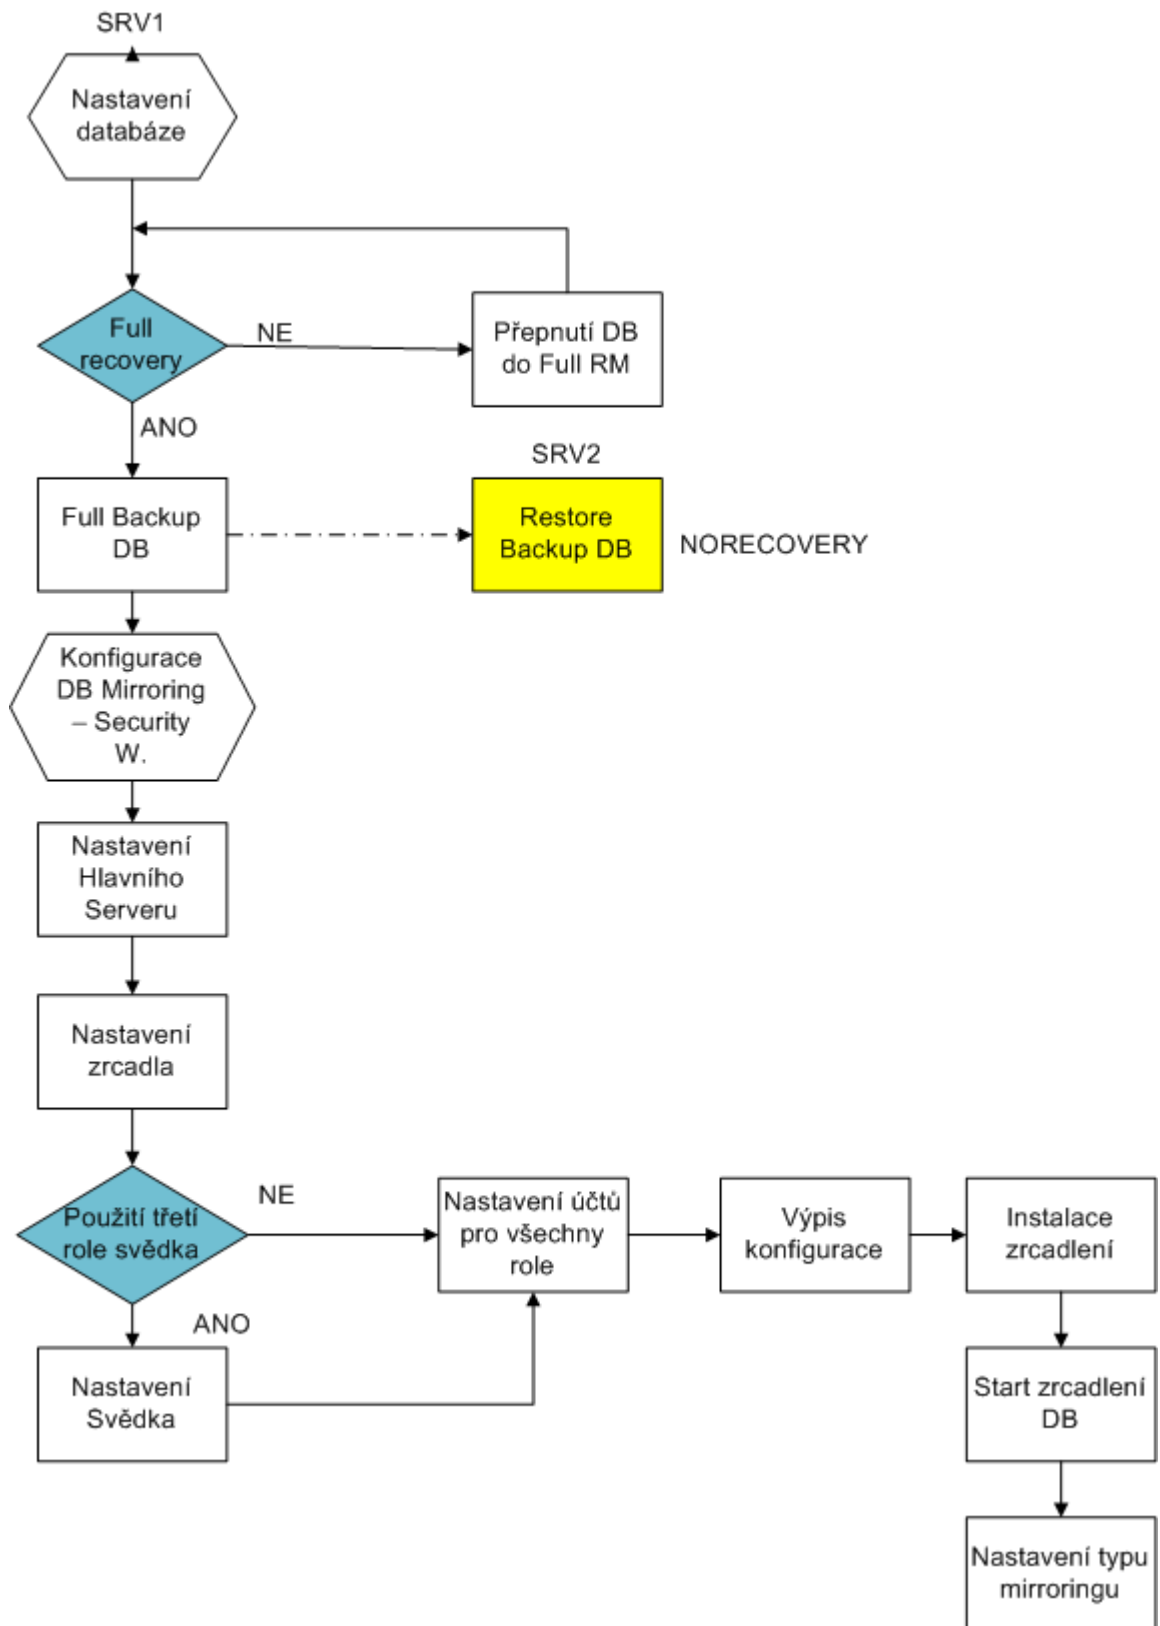 SRV1
Nastavení
databáze
Full
recovery
NE
Přepnutí DB
do Full RM
ANO
SRV2
Full Backup
DB
Restore
Backup DB
NORECOVERY
Konfigurace
DB Mirroring
– Security
W.
Nastavení
Hlavního
Serveru
Nastavení
zrcadla
Použití třetí
role svědka
NE
Nastavení účtů
pro všechny
role
Výpis
konfigurace
Instalace
zrcadlení
ANO
Nastavení
Svědka
Start zrcadlení
DB
Nastavení typu
mirroringu